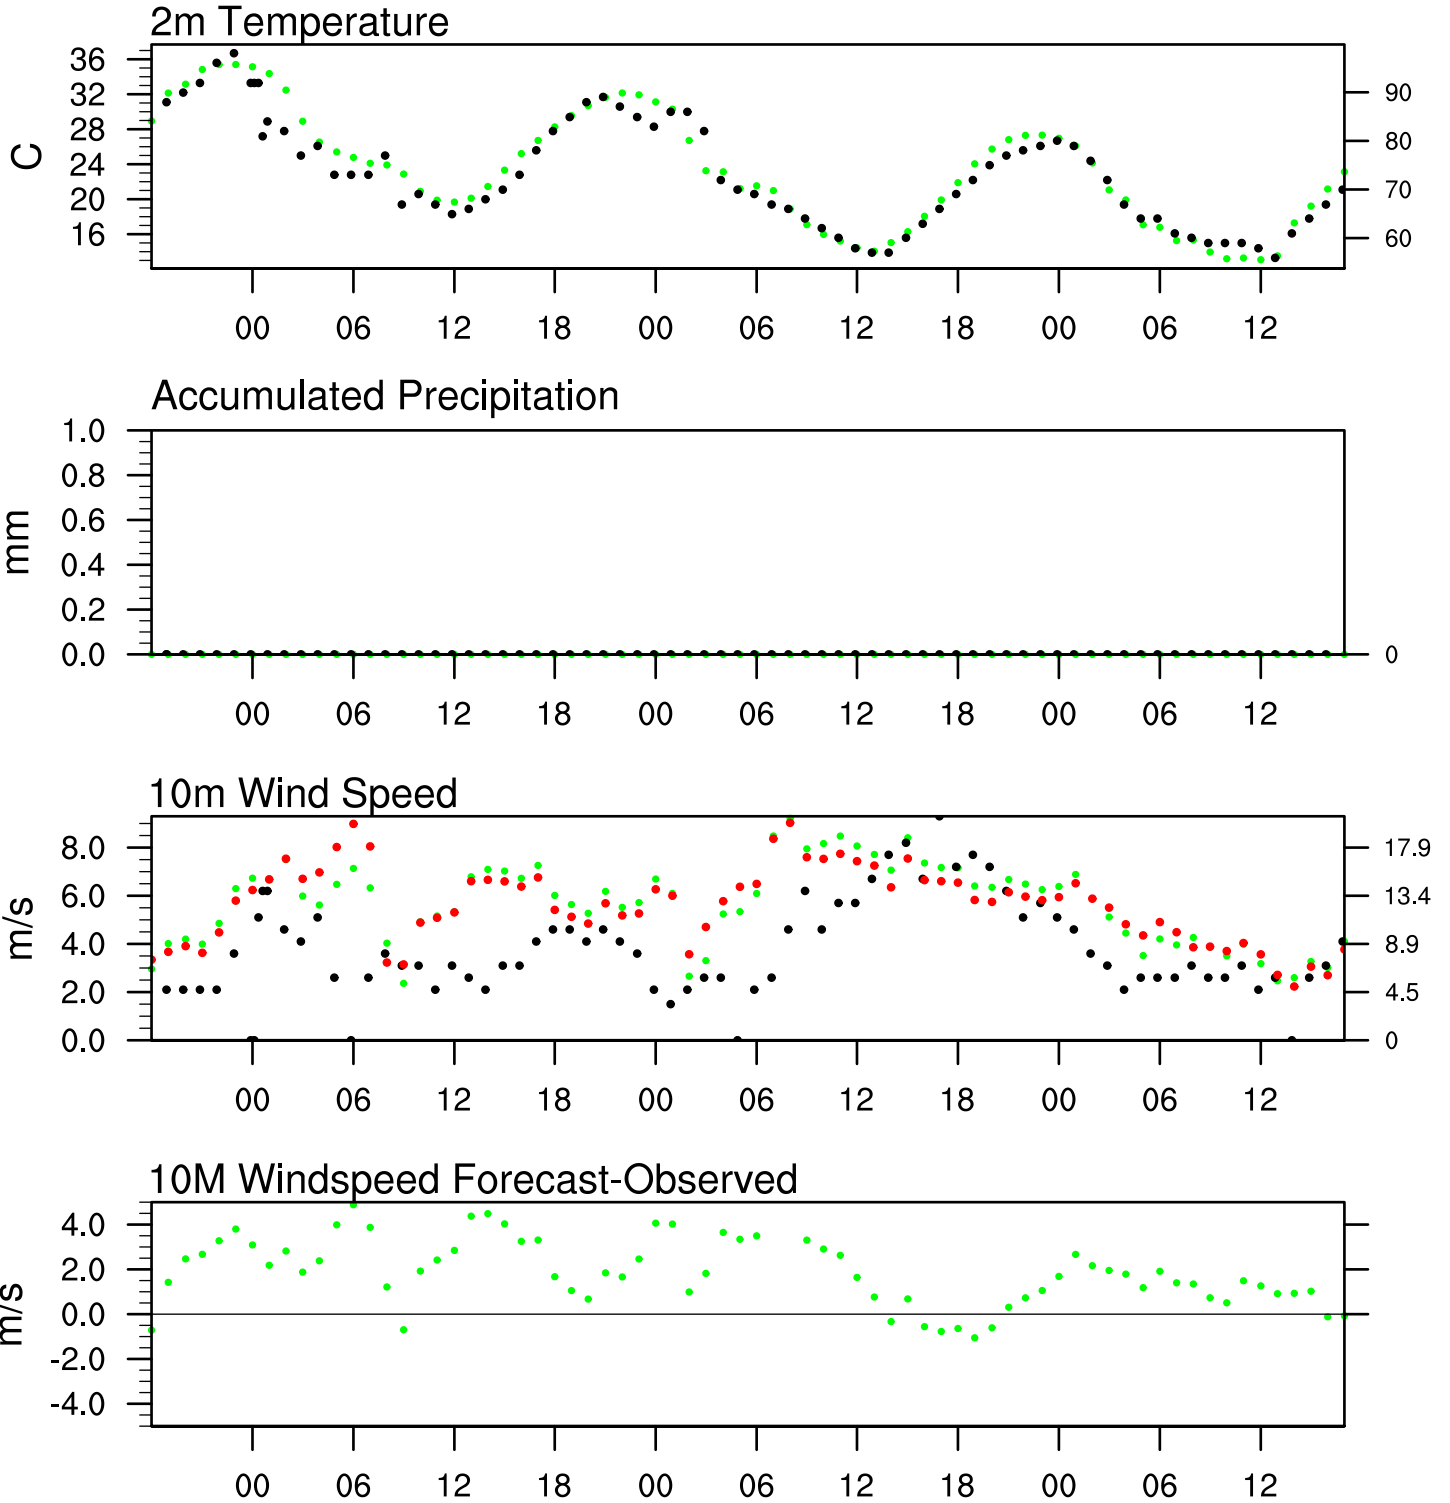 2m Temperature
36
32
28
24
20
16
C
90
80
70
60
00 06 12 18 00 06 12 18 00 06 12
Accumulated Precipitation
1.0
0.8
0.6
0.4
0.2
0.0
mm
0
00 06 12 18 00 06 12 18 00 06 12
10m Wind Speed
8.0
6.0
4.0
2.0
0.0
m/s
17.9
13.4
8.9
4.5
0
00 06 12 18 00 06 12 18 00 06 12
10M Windspeed Forecast-Observed
4.0
2.0
0.0
-2.0
-4.0
m/s
00 06 12 18 00 06 12 18 00 06 12